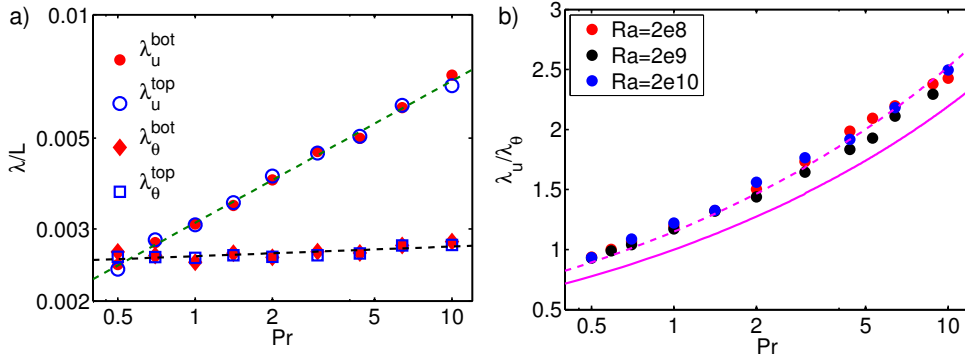 a)
0.01
0.005
0.003
0.002
λ/L
λ_u^bot
λ_u^top
λ_θ^bot
λ_θ^top
0.5 1 2 5 10
Pr
b)
3
2.5
2
1.5
1
0.5
λ_u/λ_θ
Ra=2e8
Ra=2e9
Ra=2e10
0.5 1 2 5 10
Pr